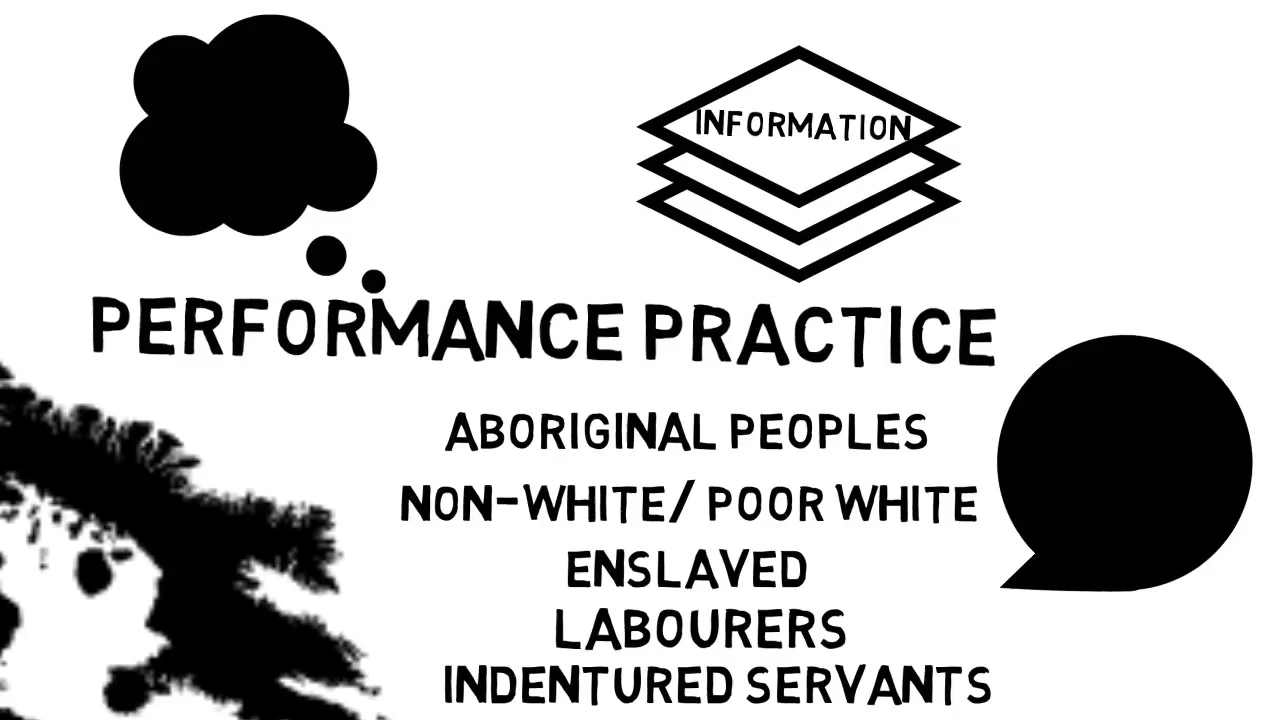 INFORMATION
PERFORMANCE PRACTICE
ABORIGINAL PEOPLES
NON-WHITE/ POOR WHITE
ENSLAVED
LABOURERS
INDENTURED SERVANTS